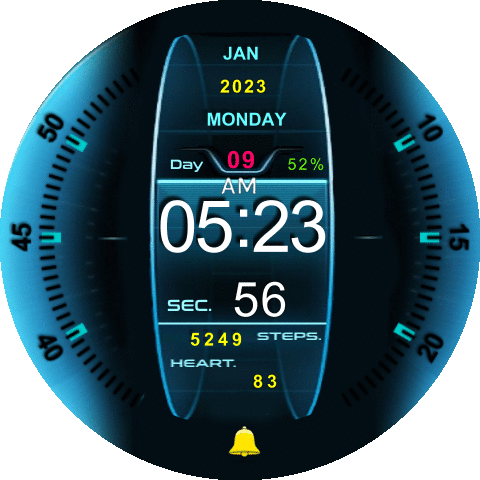 JAN
2023
MONDAY
Day 09 52%
AM
05:23
SEC. 56
5249 STEPS.
HEART.
83
50
45
40
10
15
20